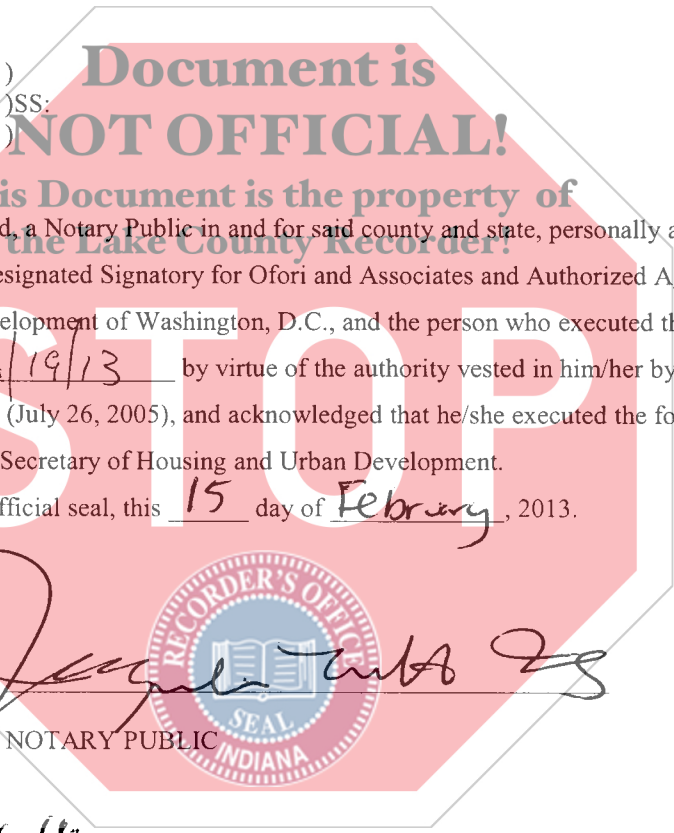 Document is
)
)SS:
)
NOT OFFICIAL!
is Document is the property of
d, a Notary Public in and for said county and state, personally a
the Lake County Recorder!
esignated Signatory for Ofori and Associates and Authorized A
elopment of Washington, D.C., and the person who executed th
/19/13 by virtue of the authority vested in him/her by
(July 26, 2005), and acknowledged that he/she executed the fo
Secretary of Housing and Urban Development.
fficial seal, this 15 day of February, 2013.
STOP
RECORDER'S OFFICE
SEAL
INDIANA
NOTARY PUBLIC